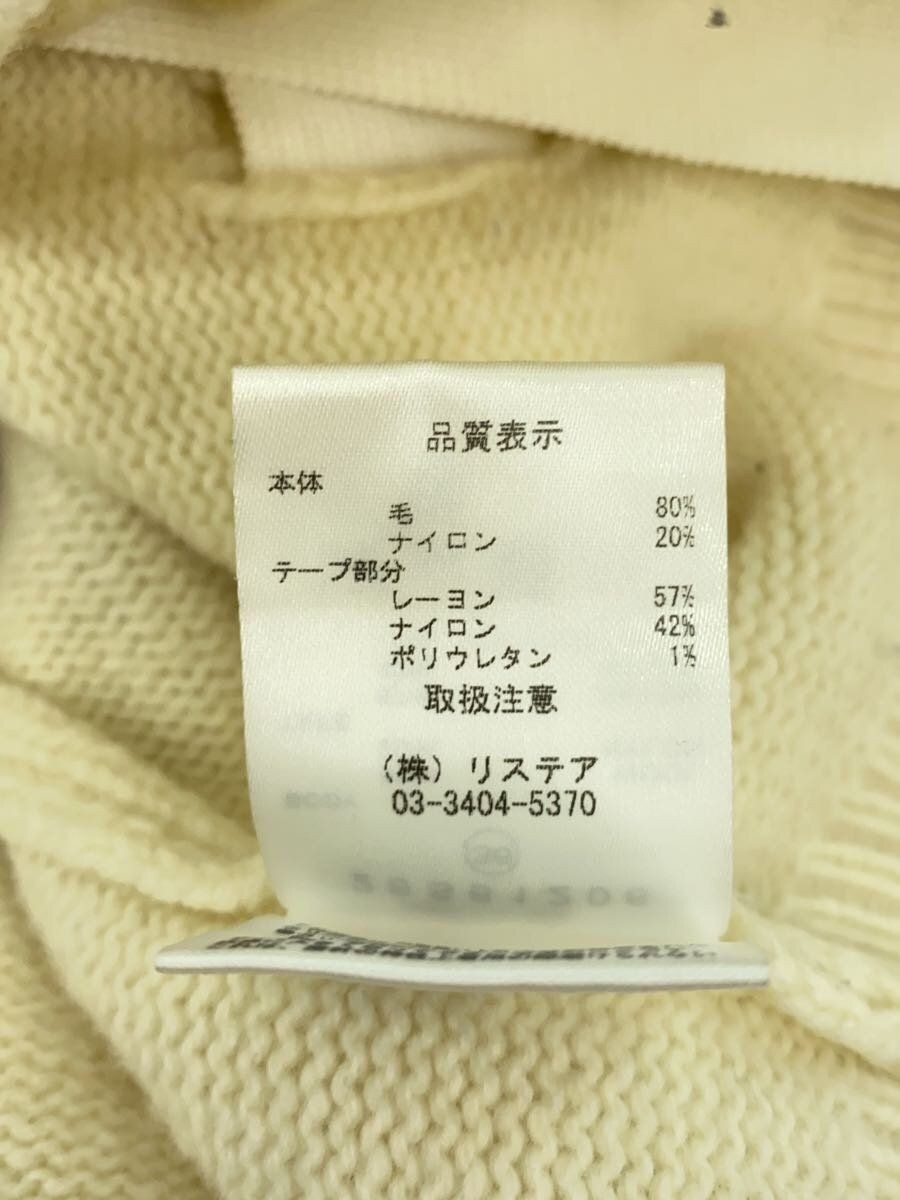 品質表示
本体
毛 80%
ナイロン 20%
テープ部分
レーヨン 57%
ナイロン 42%
ポリウレタン 1%
取扱注意
(株) リステア
03-3404-5370